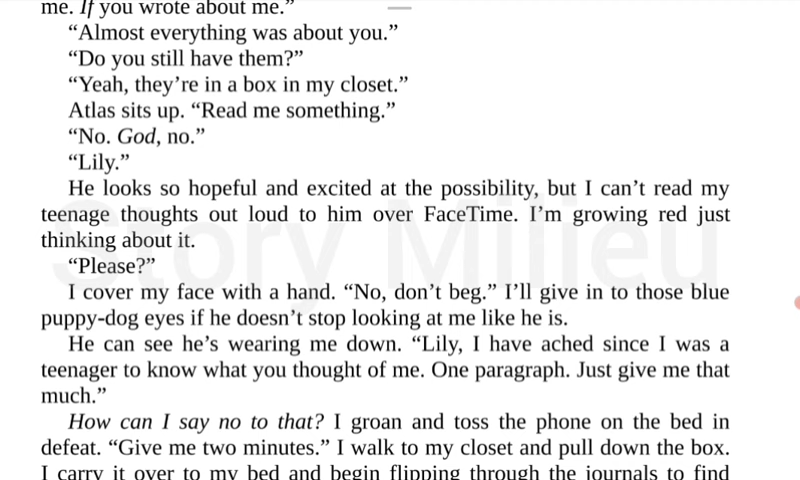 me. If you wrote about me.”
“Almost everything was about you.”
“Do you still have them?”
“Yeah, they’re in a box in my closet.”
Atlas sits up. “Read me something.”
“No. God, no.”
“Lily.”
He looks so hopeful and excited at the possibility, but I can’t read my
teenage thoughts out loud to him over FaceTime. I’m growing red just
thinking about it.
“Please?”
I cover my face with a hand. “No, don’t beg.” I’ll give in to those blue
puppy-dog eyes if he doesn’t stop looking at me like he is.
He can see he’s wearing me down. “Lily, I have ached since I was a
teenager to know what you thought of me. One paragraph. Just give me that
much.”
How can I say no to that? I groan and toss the phone on the bed in
defeat. “Give me two minutes.” I walk to my closet and pull down the box.
I carry it over to my bed and begin flipping through the journals to find
Story Milieu